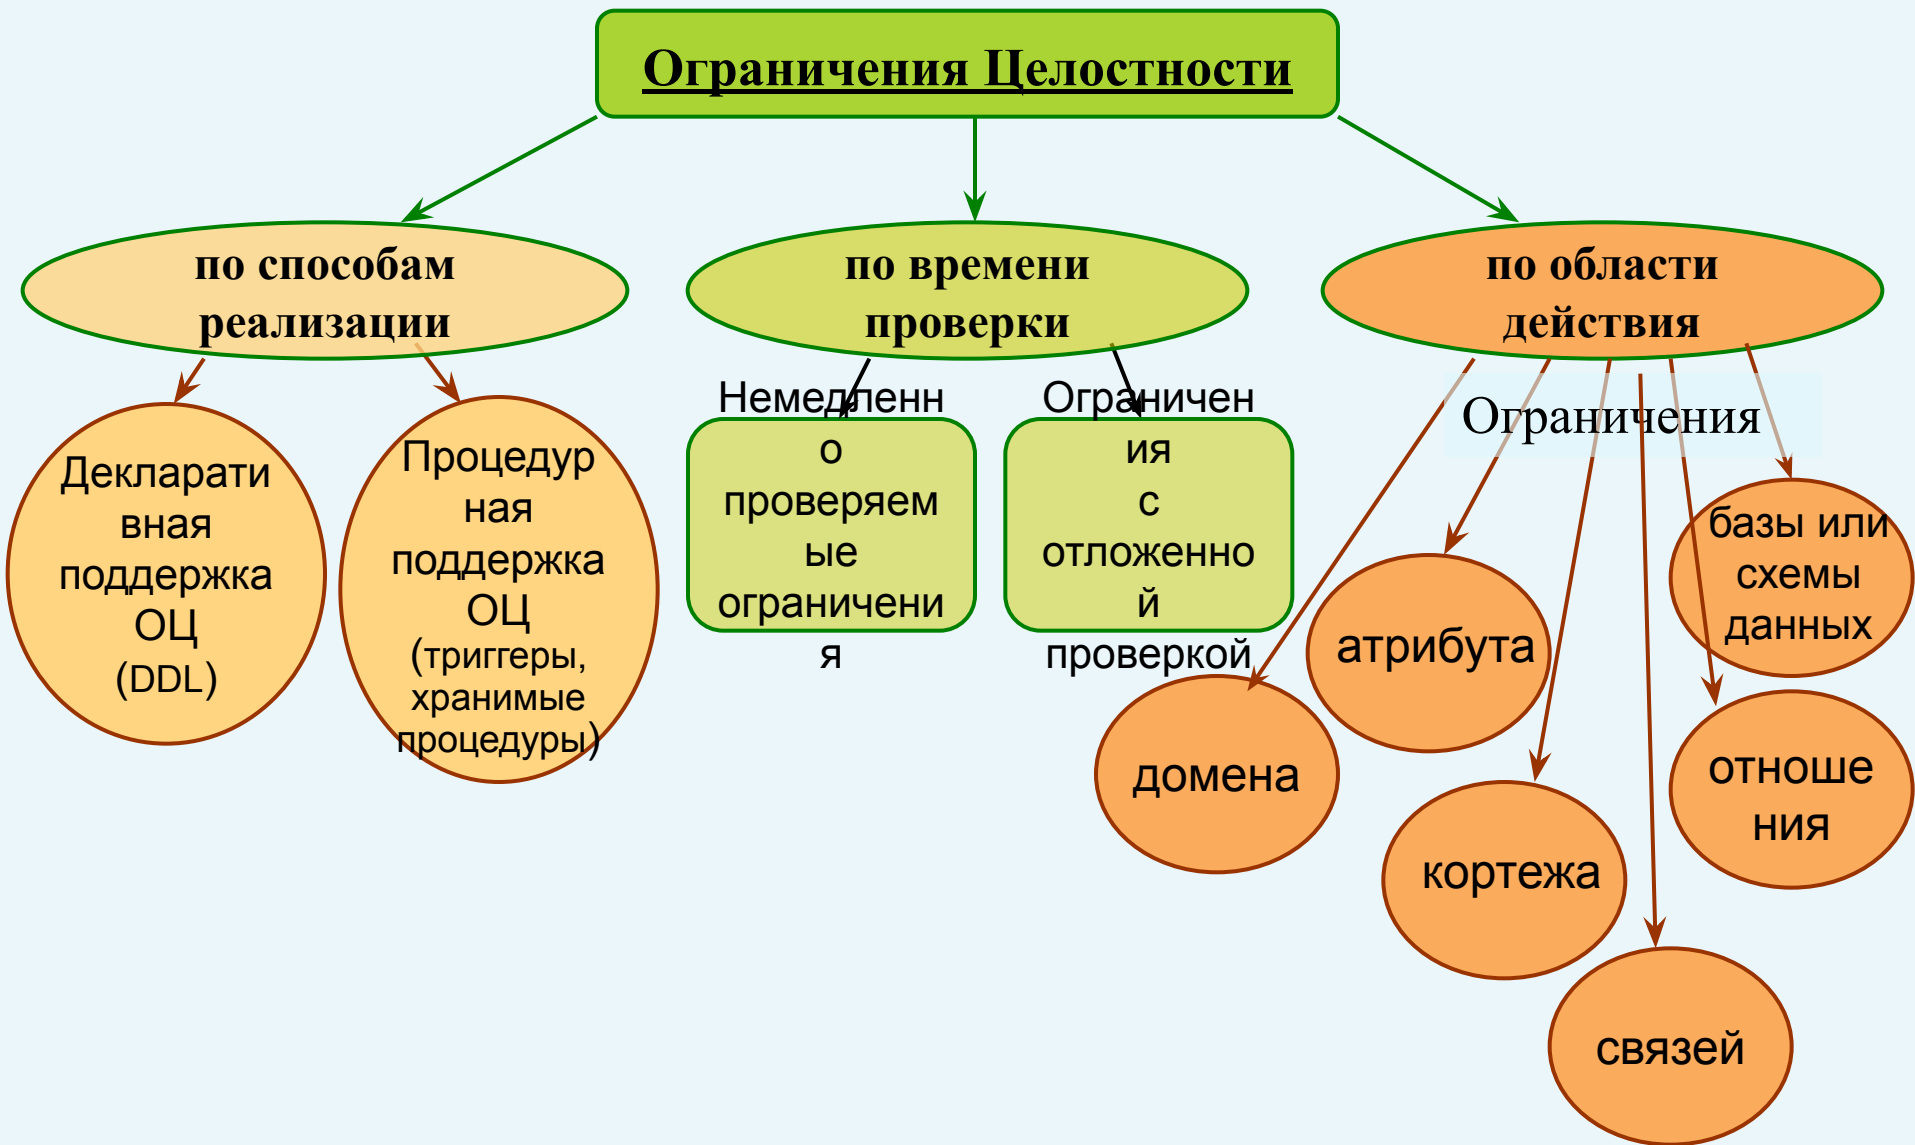 Ограничения Целостности
по способам
реализации
по времени
проверки
по области
действия
Декларати
вная
поддержка
ОЦ
(DDL)
Процедур
ная
поддержка
ОЦ
(триггеры,
хранимые
процедуры)
Немедленн
о
проверяем
ые
ограничени
я
Ограничен
ия
с
отложенно
й
проверкой
Ограничения
домена
атрибута
кортежа
связей
отноше
ния
базы или
схемы
данных